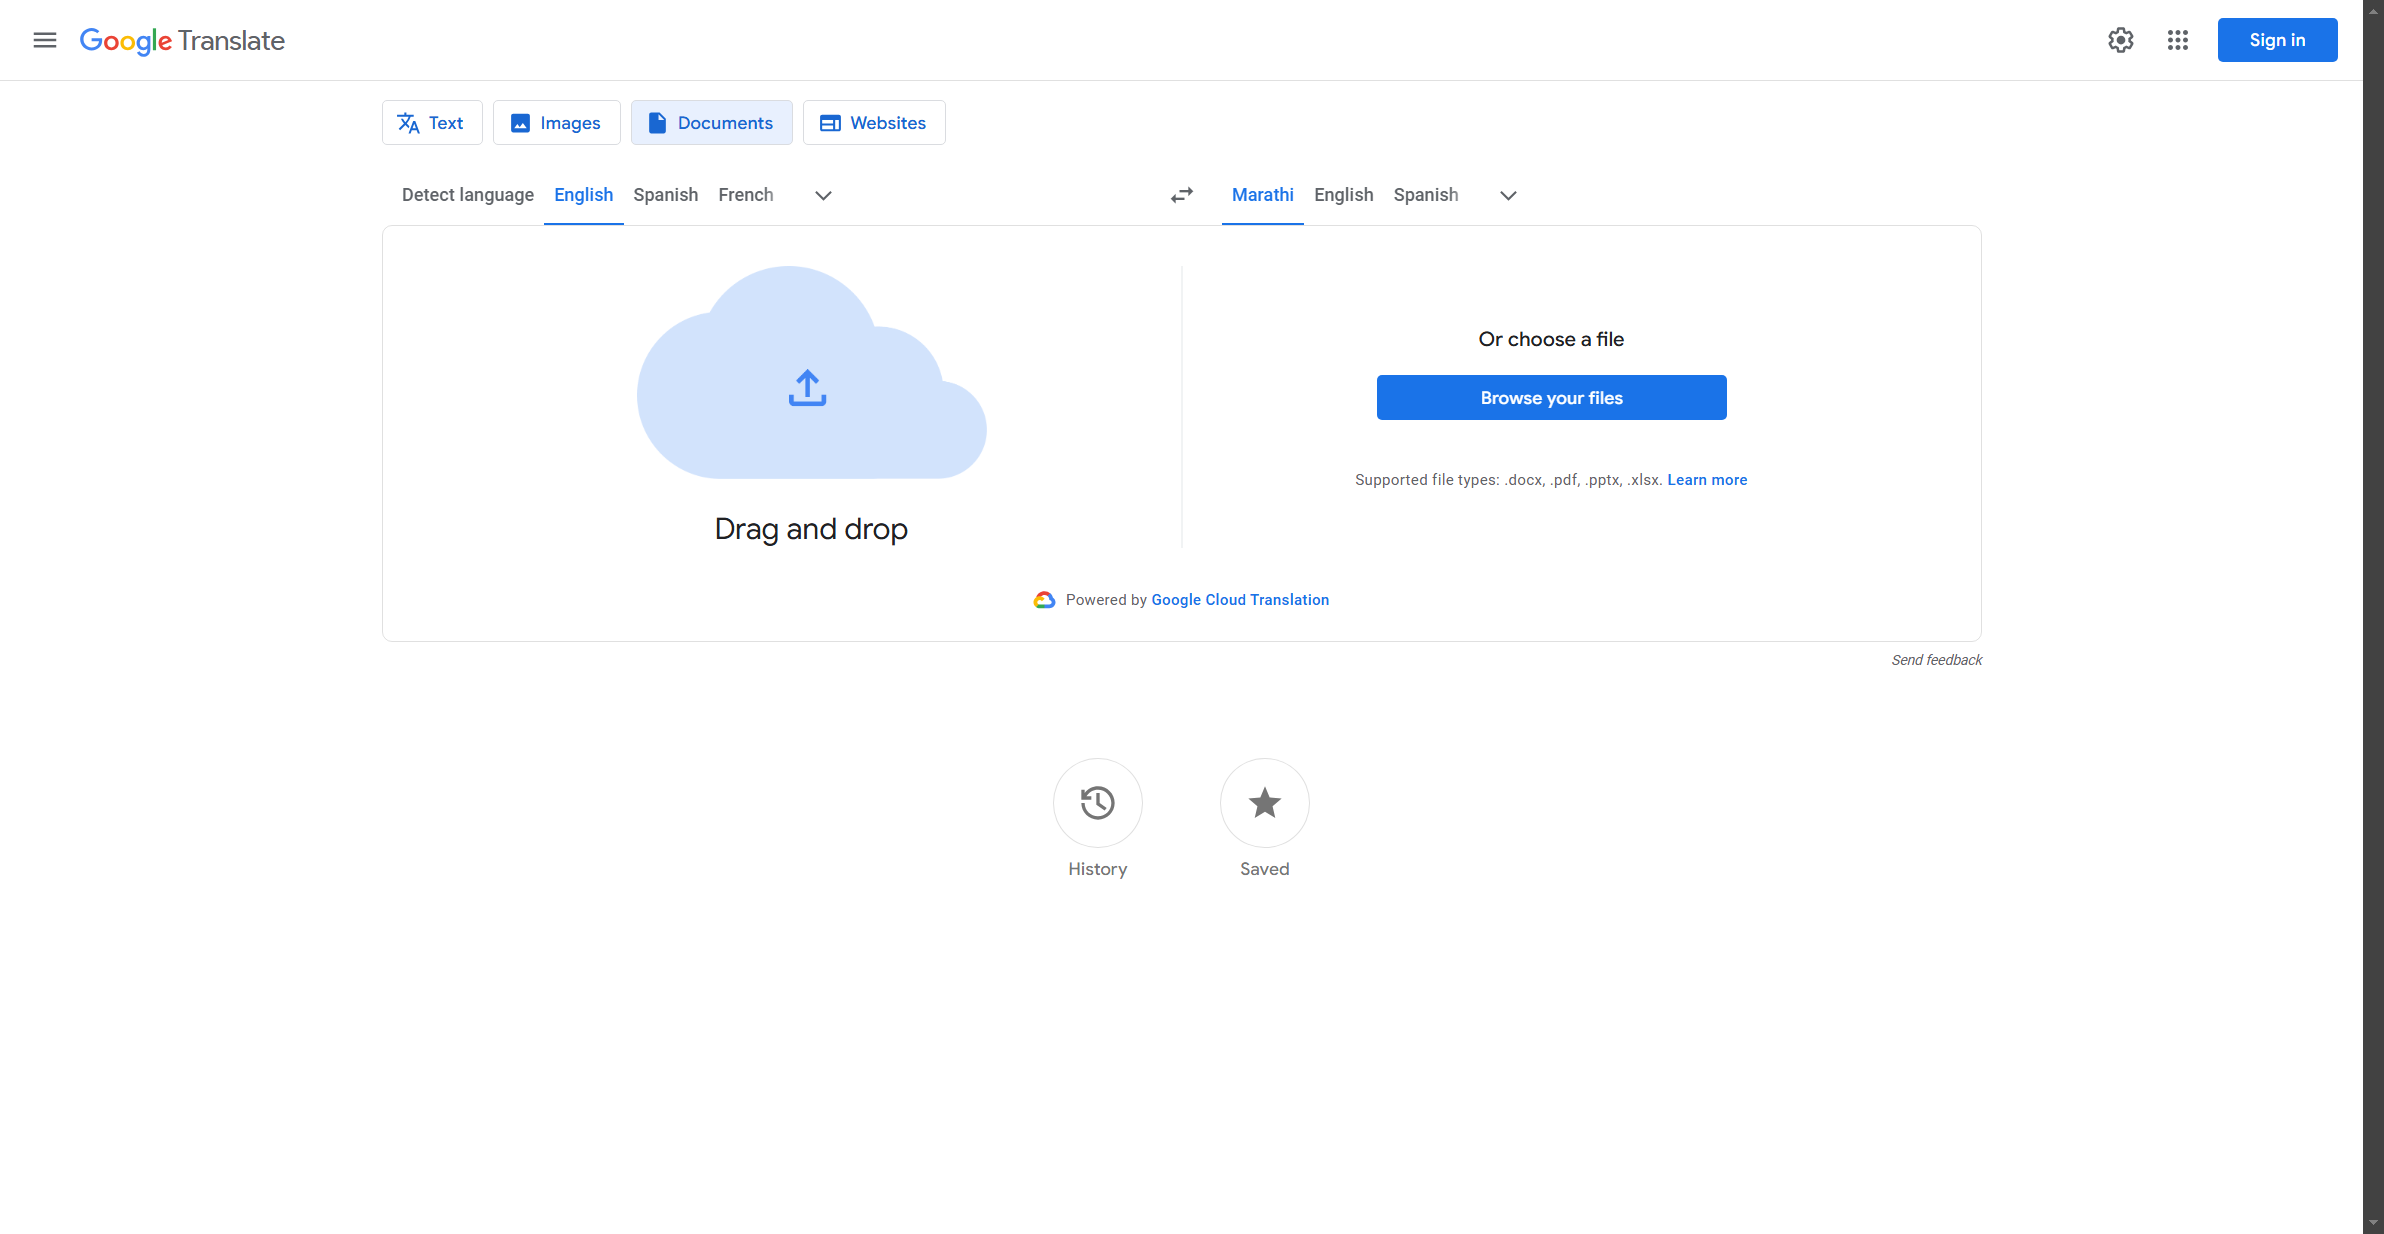 Google Translate
Sign in
Text
Images
Documents
Websites
Detect language English Spanish French
Marathi English Spanish
Drag and drop
Or choose a file
Browse your files
Supported file types: .docx, .pdf, .pptx, .xlsx. Learn more
Powered by Google Cloud Translation
Send feedback
History
Saved